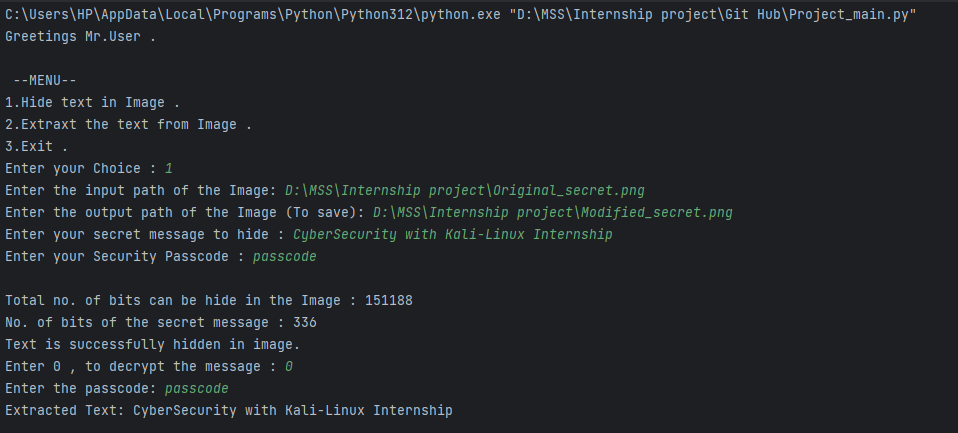 C:\Users\HP\AppData\Local\Programs\Python\Python312\python.exe "D:\MSS\Internship project\Git Hub\Project_main.py"
Greetings Mr.User .
--MENU--
1.Hide text in Image .
2.Extraxt the text from Image .
3.Exit .
Enter your Choice : 1
Enter the input path of the Image: D:\MSS\Internship project\Original_secret.png
Enter the output path of the Image (To save): D:\MSS\Internship project\Modified_secret.png
Enter your secret message to hide : CyberSecurity with Kali-Linux Internship
Enter your Security Passcode : passcode
Total no. of bits can be hide in the Image : 151188
No. of bits of the secret message : 336
Text is successfully hidden in image.
Enter 0 , to decrypt the message : 0
Enter the passcode: passcode
Extracted Text: CyberSecurity with Kali-Linux Internship